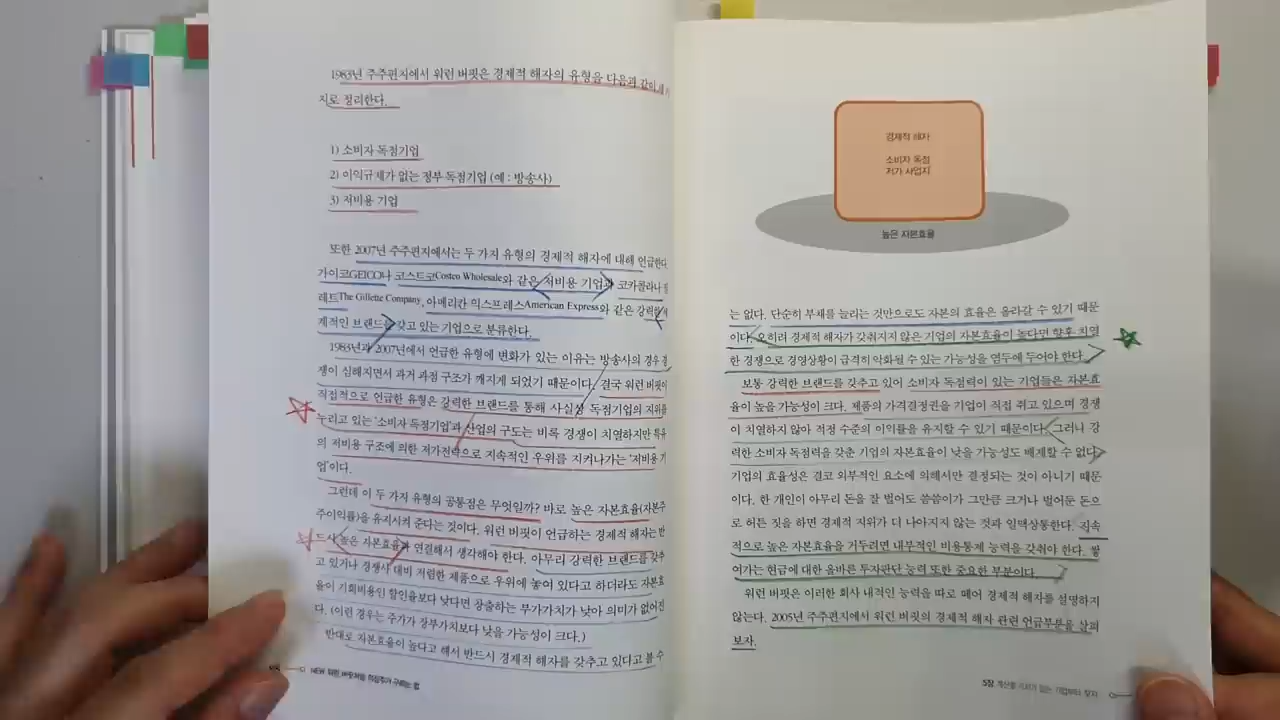 1983년 주주편지에서 워런 버핏은 경제적 해자의 유형을 다음과 같이 세 가
지로 정리한다.
1) 소비자 독점기업
2) 이익규제가 없는 정부 독점기업 (예 : 방송사)
3) 저비용 기업
또한 2007년 주주편지에서는 두 가지 유형의 경제적 해자에 대해 언급한다.
가이코GEICO나 코스트코Costco Wholesale와 같은 저비용 기업과 코카콜라나 질
레트The Gillette Company, 아메리칸 익스프레스American Express와 같은 강력한 세
계적인 브랜드를 갖고 있는 기업으로 분류한다.
1983년과 2007년에서 언급한 유형에 변화가 있는 이유는 방송사의 경우 경
쟁이 심해지면서 과거 과점 구조가 깨지게 되었기 때문이다. 결국 워런 버핏이
직접적으로 언급한 유형은 강력한 브랜드를 통해 사실상 독점기업의 지위를
누리고 있는 '소비자 독점기업'과 산업의 구도는 비록 경쟁이 치열하지만 특유
의 저비용 구조에 의한 저가전략으로 지속적인 우위를 지켜나가는 '저비용 기
업'이다.
그런데 이 두 가지 유형의 공통점은 무엇일까? 바로 높은 자본효율(자본주
주이익률)을 유지시켜 준다는 것이다. 워런 버핏이 언급하는 경제적 해자는 반
드시 높은 자본효율과 연결해서 생각해야 한다. 아무리 강력한 브랜드를 갖추
고 있거나 경쟁사 대비 저렴한 제품으로 우위에 놓여 있다고 하더라도 자본효
율이 기회비용인 할인율보다 낮다면 창출하는 부가가치가 낮아 의미가 없어진
다. (이런 경우는 주가가 장부가치보다 낮을 가능성이 크다.)
반대로 자본효율이 높다고 해서 반드시 경제적 해자를 갖추고 있다고 볼 수
NEW 워런 버핏처럼 적정주가 구하는 법
경제적 해자
소비자 독점
저가 사업자
높은 자본효율
는 없다. 단순히 부채를 늘리는 것만으로도 자본의 효율은 올라갈 수 있기 때문
이다. 오히려 경제적 해자가 갖춰지지 않은 기업의 자본효율이 높다면 향후 치열
한 경쟁으로 경영상황이 급격히 악화될 수 있는 가능성을 염두에 두어야 한다.
보통 강력한 브랜드를 갖추고 있어 소비자 독점력이 있는 기업들은 자본효
율이 높을 가능성이 크다. 제품의 가격결정권을 기업이 직접 쥐고 있으며 경쟁
이 치열하지 않아 적정 수준의 이익률을 유지할 수 있기 때문이다. 그러나 강
력한 소비자 독점력을 갖춘 기업의 자본효율이 낮을 가능성도 배제할 수 없다.
기업의 효율성은 결코 외부적인 요소에 의해서만 결정되는 것이 아니기 때문
이다. 한 개인이 아무리 돈을 잘 벌어도 씀씀이가 그만큼 크거나 벌어둔 돈으
로 허튼 짓을 하면 경제적 지위가 더 나아지지 않는 것과 일맥상통한다. 지속
적으로 높은 자본효율을 거두려면 내부적인 비용통제 능력을 갖춰야 한다. 쌓
여가는 현금에 대한 올바른 투자판단 능력 또한 중요한 부분이다.
워런 버핏은 이러한 회사 내적인 능력을 따로 떼어 경제적 해자를 설명하지
않는다. 2005년 주주편지에서 워런 버핏의 경제적 해자 관련 언급부분을 살펴
보자.
5장 계산할 가치가 있는 기업부터 찾자